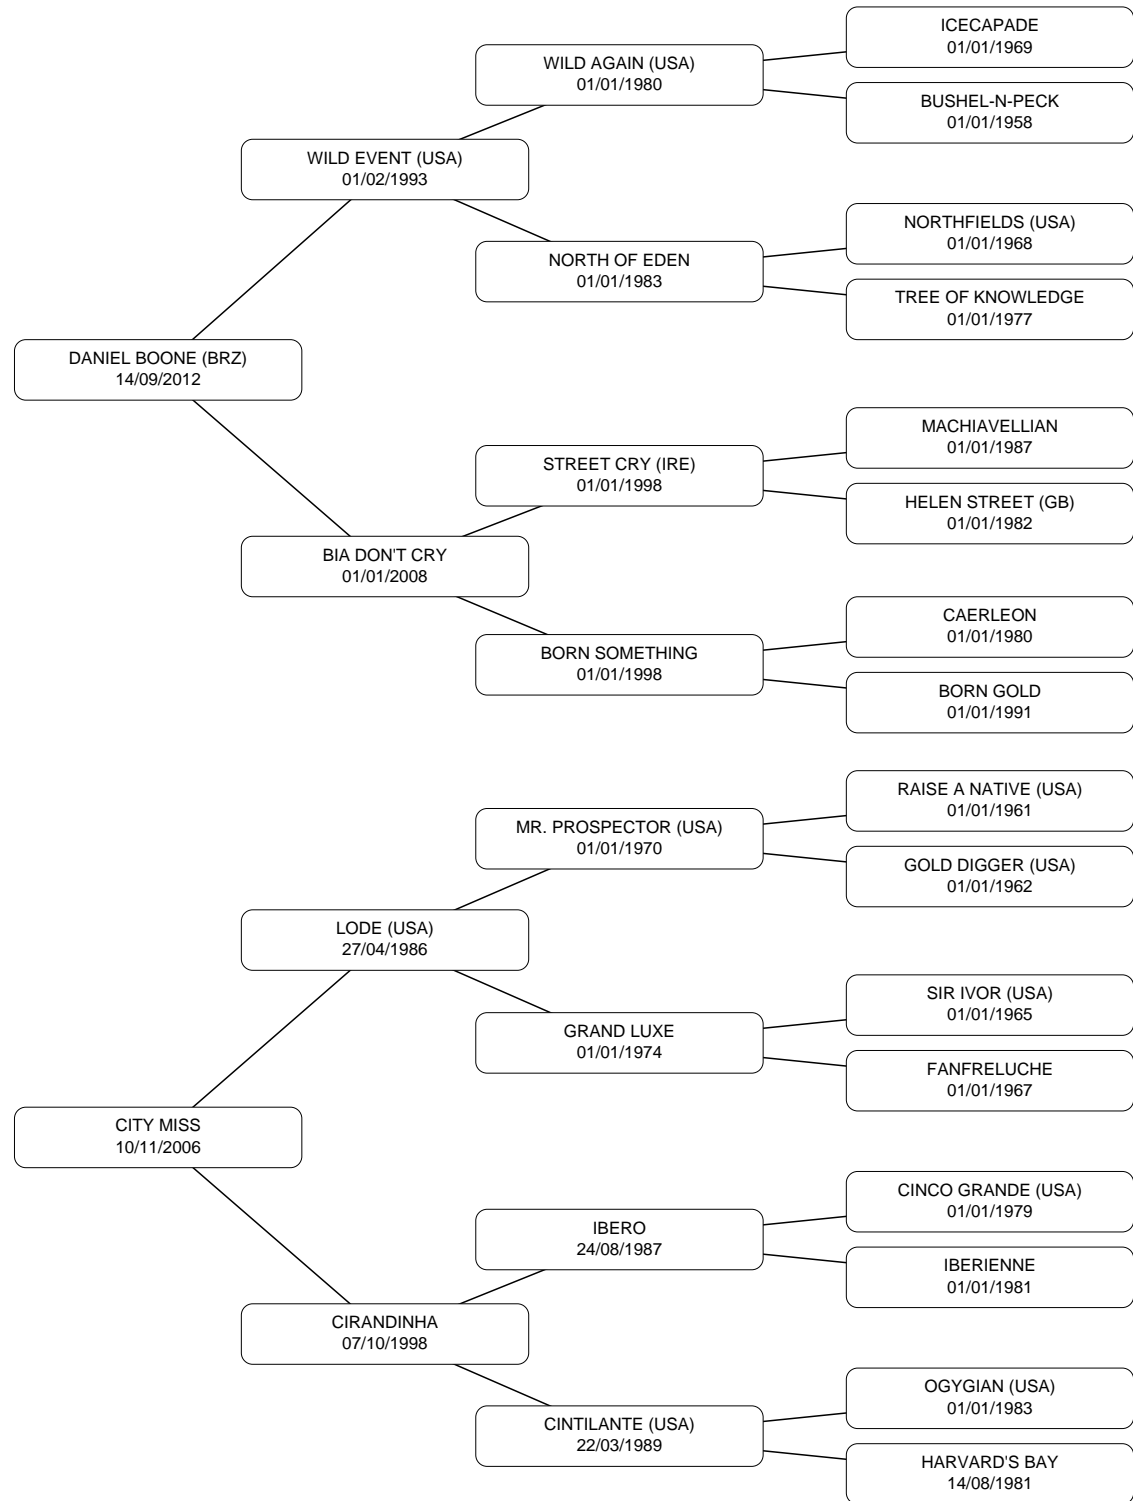 ICECAPADE
01/01/1969
WILD AGAIN (USA)
01/01/1980
BUSHEL-N-PECK
01/01/1958
WILD EVENT (USA)
01/02/1993
NORTHFIELDS (USA)
01/01/1968
NORTH OF EDEN
01/01/1983
TREE OF KNOWLEDGE
01/01/1977
DANIEL BOONE (BRZ)
14/09/2012
MACHIAVELLIAN
01/01/1987
STREET CRY (IRE)
01/01/1998
HELEN STREET (GB)
01/01/1982
BIA DON'T CRY
01/01/2008
CAERLEON
01/01/1980
BORN SOMETHING
01/01/1998
BORN GOLD
01/01/1991
RAISE A NATIVE (USA)
01/01/1961
MR. PROSPECTOR (USA)
01/01/1970
GOLD DIGGER (USA)
01/01/1962
LODE (USA)
27/04/1986
SIR IVOR (USA)
01/01/1965
GRAND LUXE
01/01/1974
FANFRELUCHE
01/01/1967
CITY MISS
10/11/2006
CINCO GRANDE (USA)
01/01/1979
IBERO
24/08/1987
IBERIENNE
01/01/1981
CIRANDINHA
07/10/1998
OGYGIAN (USA)
01/01/1983
CINTILANTE (USA)
22/03/1989
HARVARD'S BAY
14/08/1981